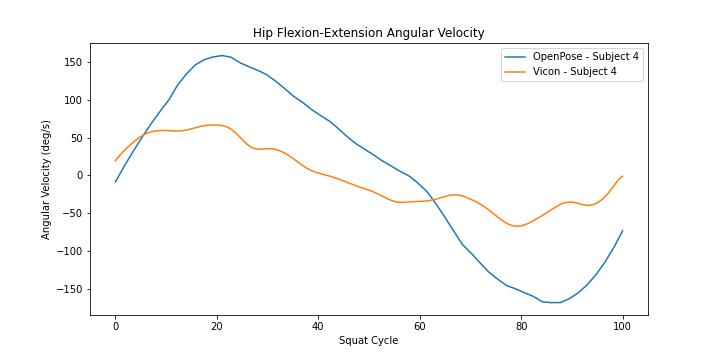 Hip Flexion-Extension Angular Velocity
OpenPose - Subject 4
Vicon - Subject 4
Angular Velocity (deg/s)
150
100
50
0
−50
−100
−150
0 20 40 60 80 100
Squat Cycle